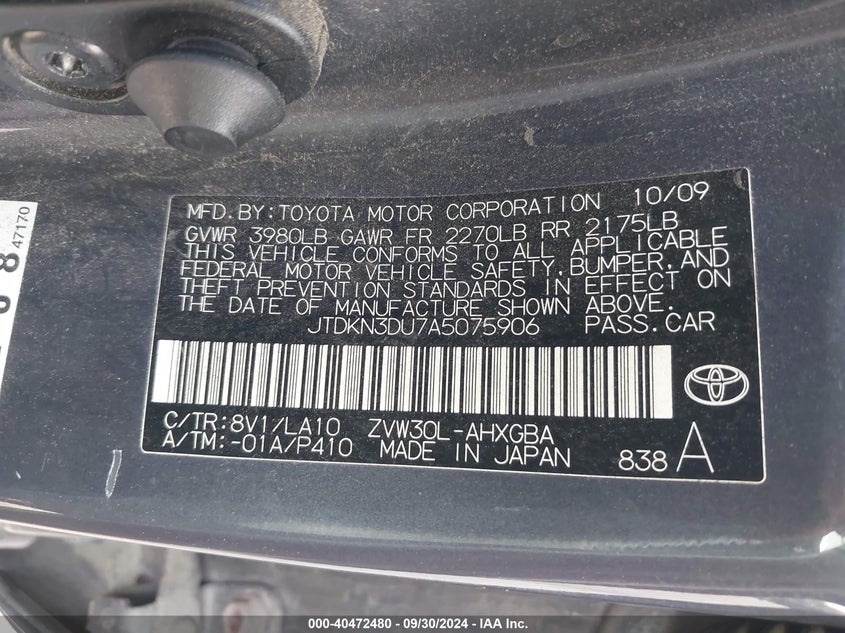 MFD.BY:TOYOTA MOTOR CORPORATION 10/09
GVWR 3980LB GAWR FR 2270LB RR 2175LB
THIS VEHICLE CONFORMS TO ALL APPLICABLE
FEDERAL MOTOR VEHICLE SAFETY,BUMPER,AND
THEFT PREVENTION STANDARDS IN EFFECT ON
THE DATE OF MANUFACTURE SHOWN ABOVE.
JTDKN3DU7A5075906 PASS.CAR
C/TR:8V1/LA10 ZVW30L-AHXGBA
A/TM:-01A/P410 MADE IN JAPAN 838 A
47170
000-40472480 - 09/30/2024 - IAA Inc.